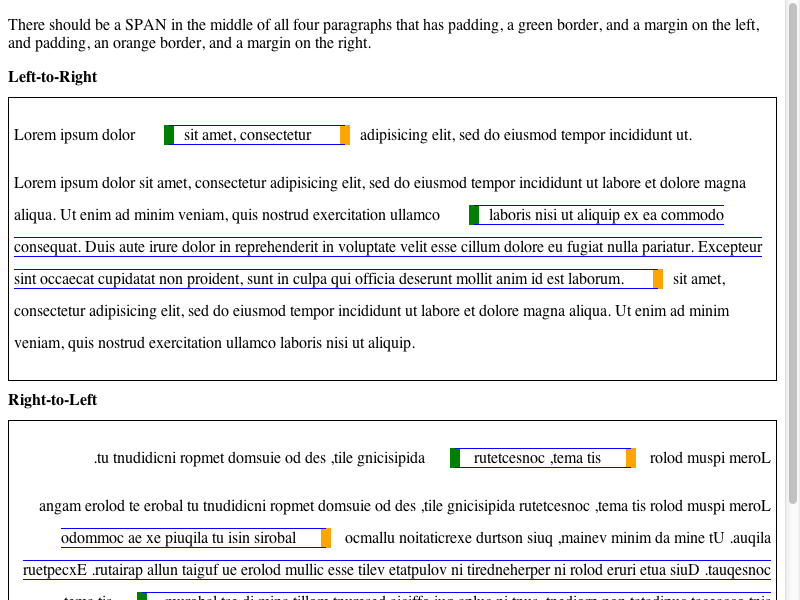 There should be a SPAN in the middle of all four paragraphs that has padding, a green border, and a margin on the left,
and padding, an orange border, and a margin on the right.
Left-to-Right
Lorem ipsum dolor sit amet, consectetur adipisicing elit, sed do eiusmod tempor incididunt ut.
Lorem ipsum dolor sit amet, consectetur adipisicing elit, sed do eiusmod tempor incididunt ut labore et dolore magna
aliqua. Ut enim ad minim veniam, quis nostrud exercitation ullamco laboris nisi ut aliquip ex ea commodo
consequat. Duis aute irure dolor in reprehenderit in voluptate velit esse cillum dolore eu fugiat nulla pariatur. Excepteur
sint occaecat cupidatat non proident, sunt in culpa qui officia deserunt mollit anim id est laborum. sit amet,
consectetur adipisicing elit, sed do eiusmod tempor incididunt ut labore et dolore magna aliqua. Ut enim ad minim
veniam, quis nostrud exercitation ullamco laboris nisi ut aliquip.
Right-to-Left
.tu tnudidicni ropmet domsuie od des ,tile gnicisipida rutetcesnoc ,tema tis rolod muspi meroL
angam erolod te erobal tu tnudidicni ropmet domsuie od des ,tile gnicisipida rutetcesnoc ,tema tis rolod muspi meroL
odommoc ae xe piuqila tu isin sirobal ocmallu noitaticrexe durtson siuq ,mainev minim da mine tU .auqila
ruetpecxE .rutairap allun taiguf ue erolod mullic esse tilev etatpulov ni tiredneherper ni rolod eruri etua siuD .tauqesnoc